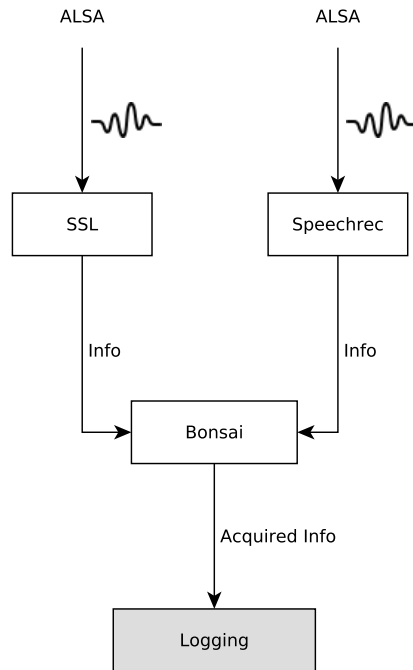 ALSA
ALSA
SSL
Speechrec
Info
Info
Bonsai
Acquired Info
Logging